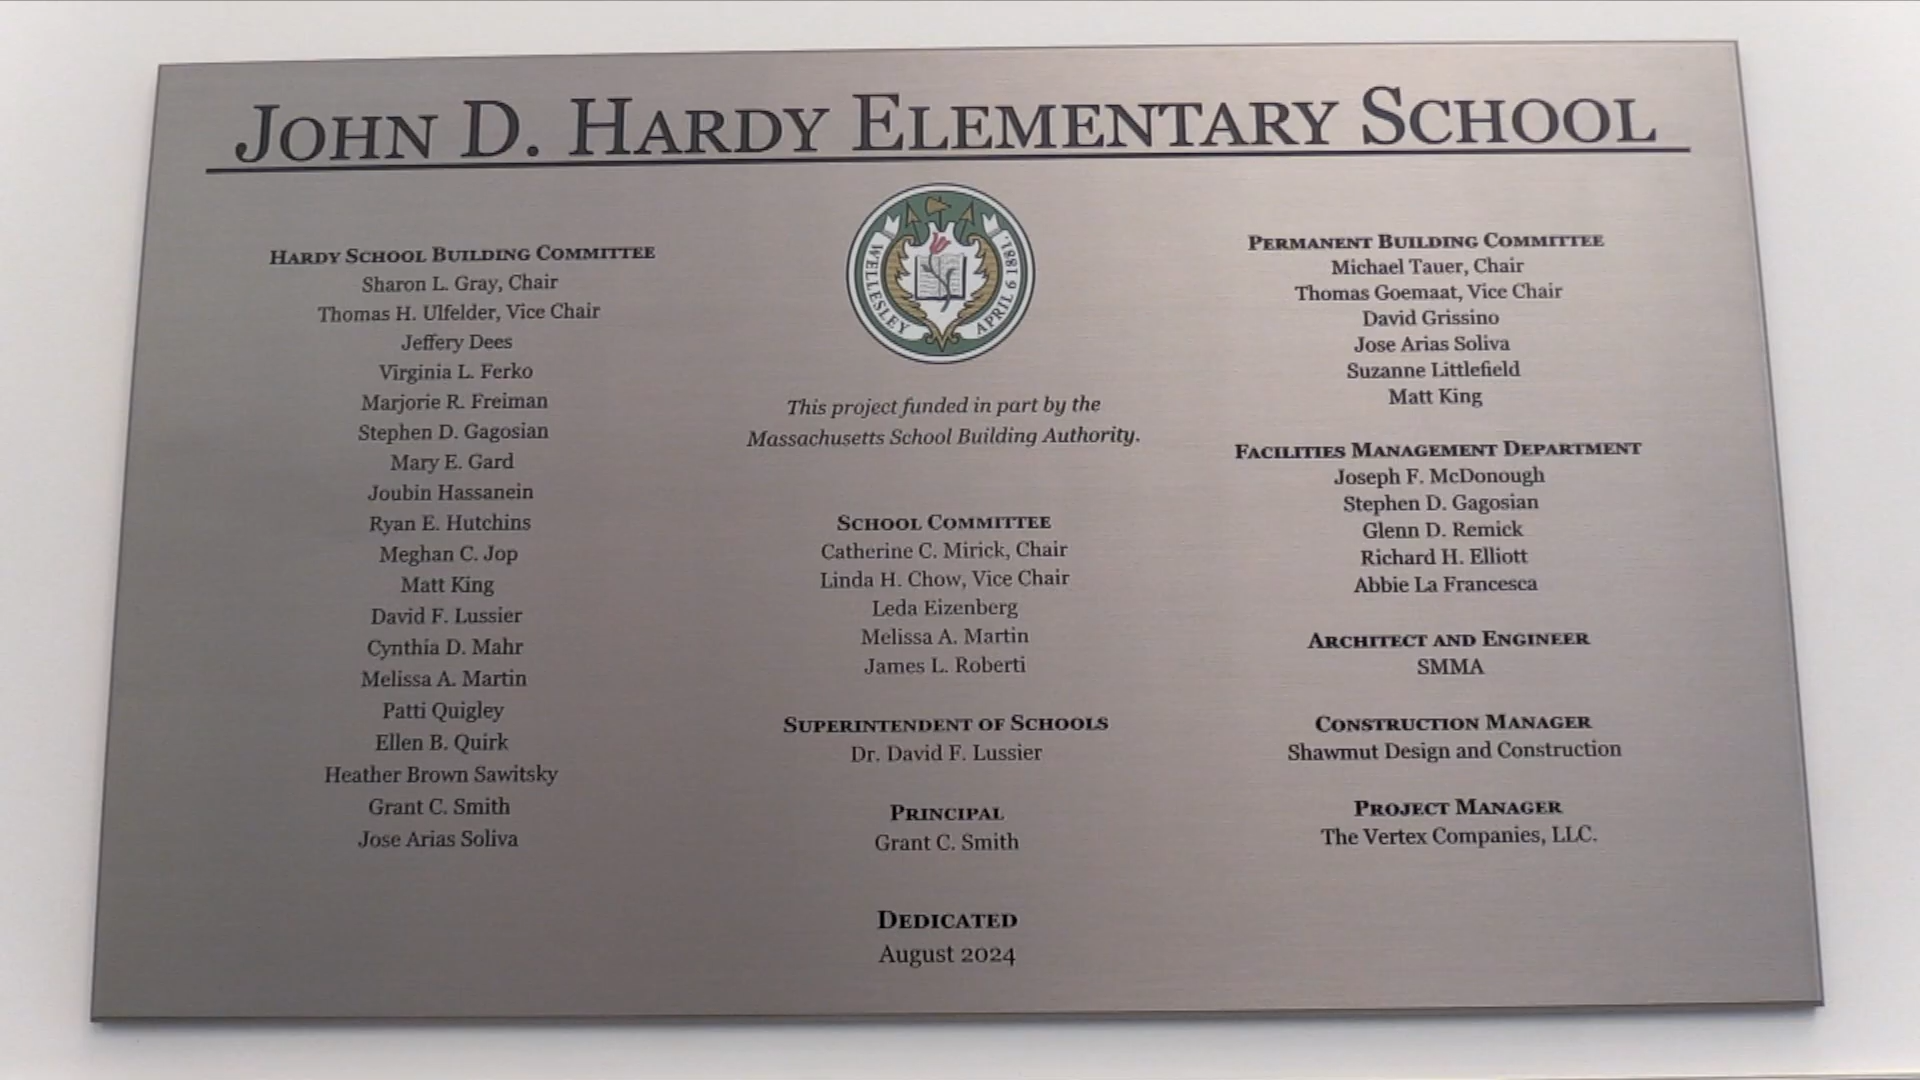 JOHN D. HARDY ELEMENTARY SCHOOL
HARDY SCHOOL BUILDING COMMITTEE
Sharon L. Gray, Chair
Thomas H. Ulfelder, Vice Chair
Jeffery Dees
Virginia L. Ferko
Marjorie R. Freiman
Stephen D. Gagosian
Mary E. Gard
Joubin Hassanein
Ryan E. Hutchins
Meghan C. Jop
Matt King
David F. Lussier
Cynthia D. Mahr
Melissa A. Martin
Patti Quigley
Ellen B. Quirk
Heather Brown Sawitsky
Grant C. Smith
Jose Arias Soliva
WELLESLEY
APRIL 6 1881.
This project funded in part by the
Massachusetts School Building Authority.
SCHOOL COMMITTEE
Catherine C. Mirick, Chair
Linda H. Chow, Vice Chair
Leda Eizenberg
Melissa A. Martin
James L. Roberti
SUPERINTENDENT OF SCHOOLS
Dr. David F. Lussier
PRINCIPAL
Grant C. Smith
DEDICATED
August 2024
PERMANENT BUILDING COMMITTEE
Michael Tauer, Chair
Thomas Goemaat, Vice Chair
David Grissino
Jose Arias Soliva
Suzanne Littlefield
Matt King
FACILITIES MANAGEMENT DEPARTMENT
Joseph F. McDonough
Stephen D. Gagosian
Glenn D. Remick
Richard H. Elliott
Abbie La Francesca
ARCHITECT AND ENGINEER
SMMA
CONSTRUCTION MANAGER
Shawmut Design and Construction
PROJECT MANAGER
The Vertex Companies, LLC.